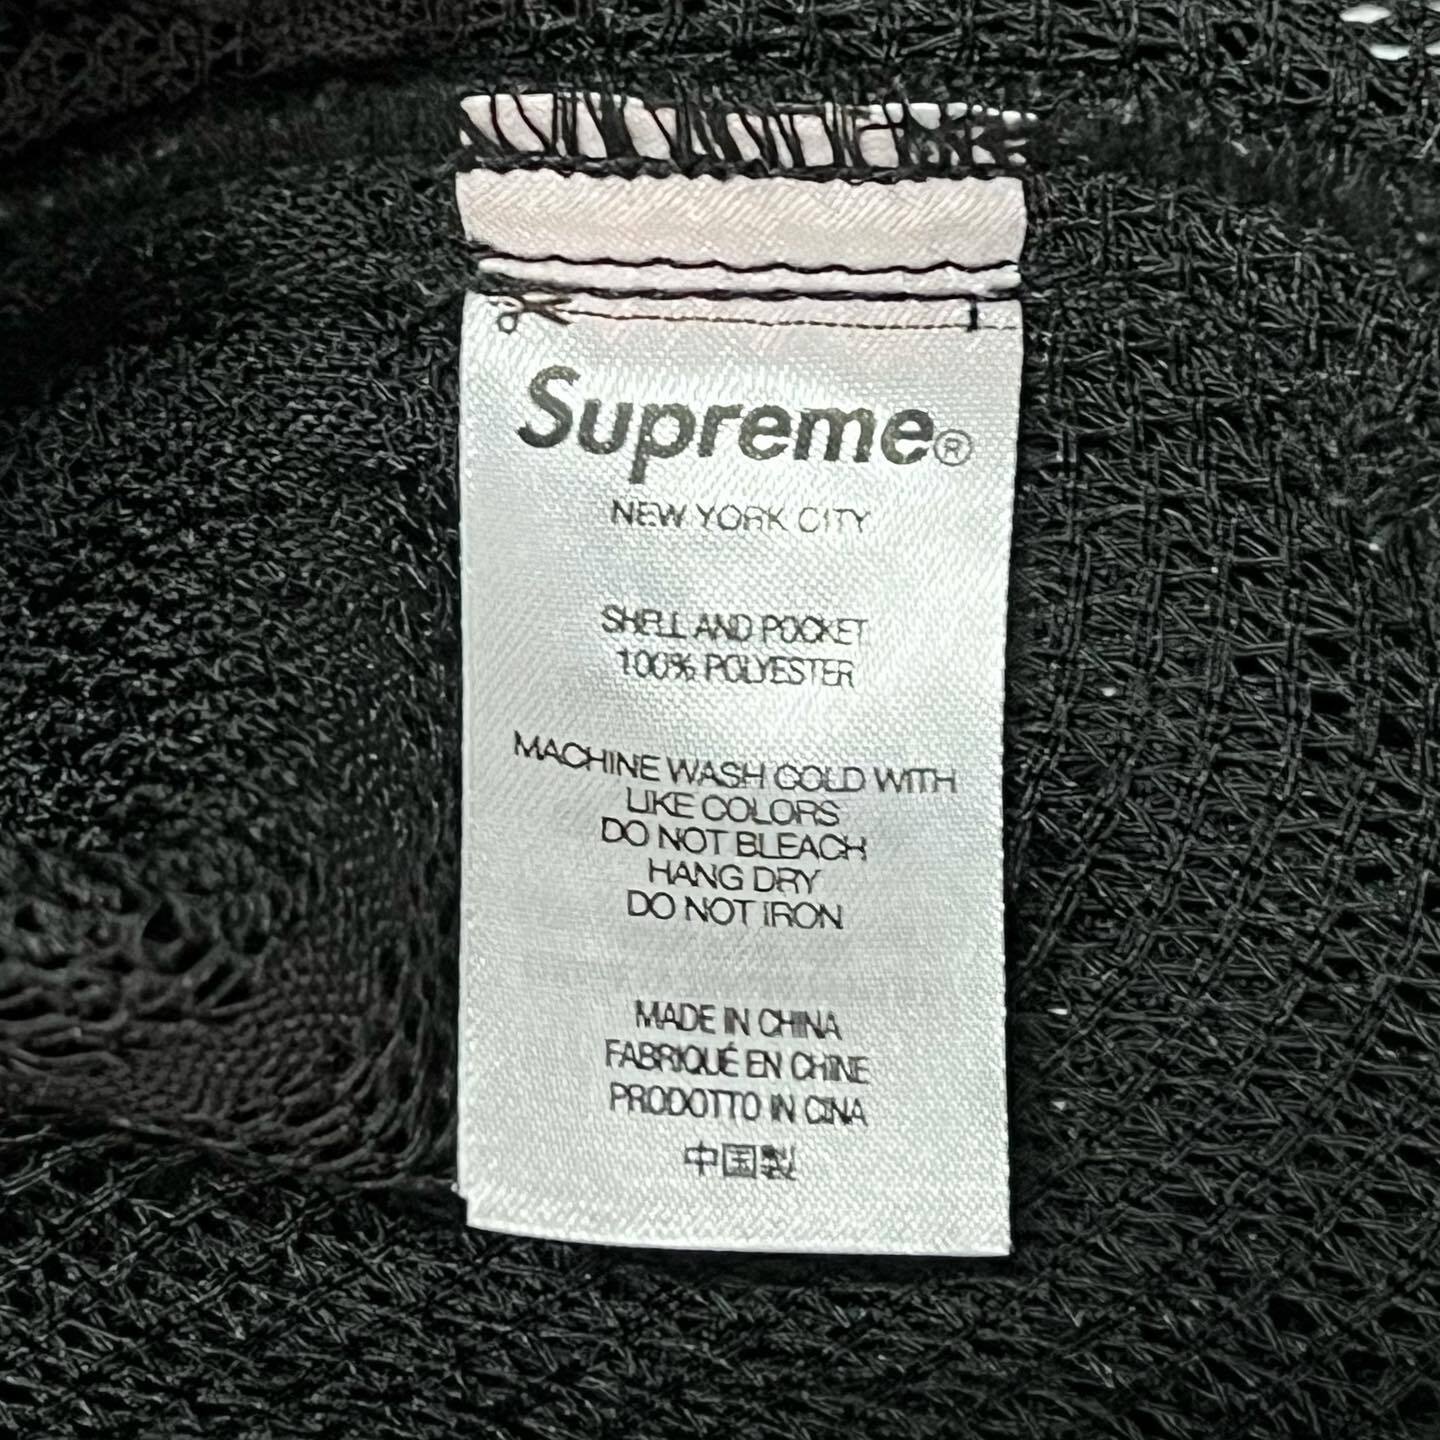 Supreme®
NEW YORK CITY
SHELL AND POCKET
100% POLYESTER
MACHINE WASH COLD WITH
LIKE COLORS
DO NOT BLEACH
HANG DRY
DO NOT IRON
MADE IN CHINA
FABRIQUÉ EN CHINE
PRODOTTO IN CINA
中国製